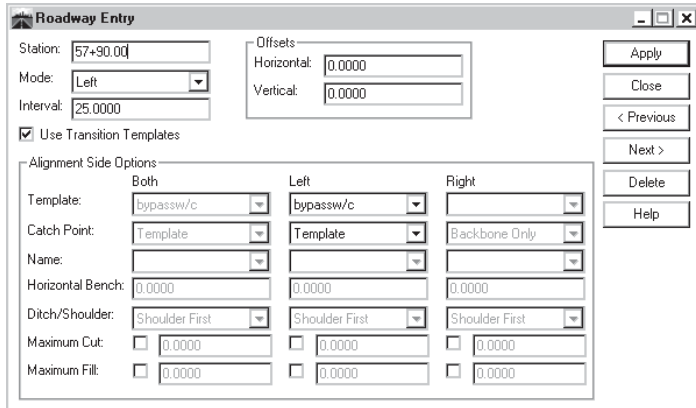 Roadway Entry
Station: 57+90.00
Mode: Left
Interval: 25.0000
Use Transition Templates
Offsets
Horizontal: 0.0000
Vertical: 0.0000
Apply
Close
< Previous
Next >
Delete
Help
Alignment Side Options
Both Left Right
Template: bypassw/c bypassw/c
Catch Point: Template Template Backbone Only
Name:
Horizontal Bench: 0.0000 0.0000 0.0000
Ditch/Shoulder: Shoulder First Shoulder First Shoulder First
Maximum Cut: 0.0000 0.0000 0.0000
Maximum Fill: 0.0000 0.0000 0.0000